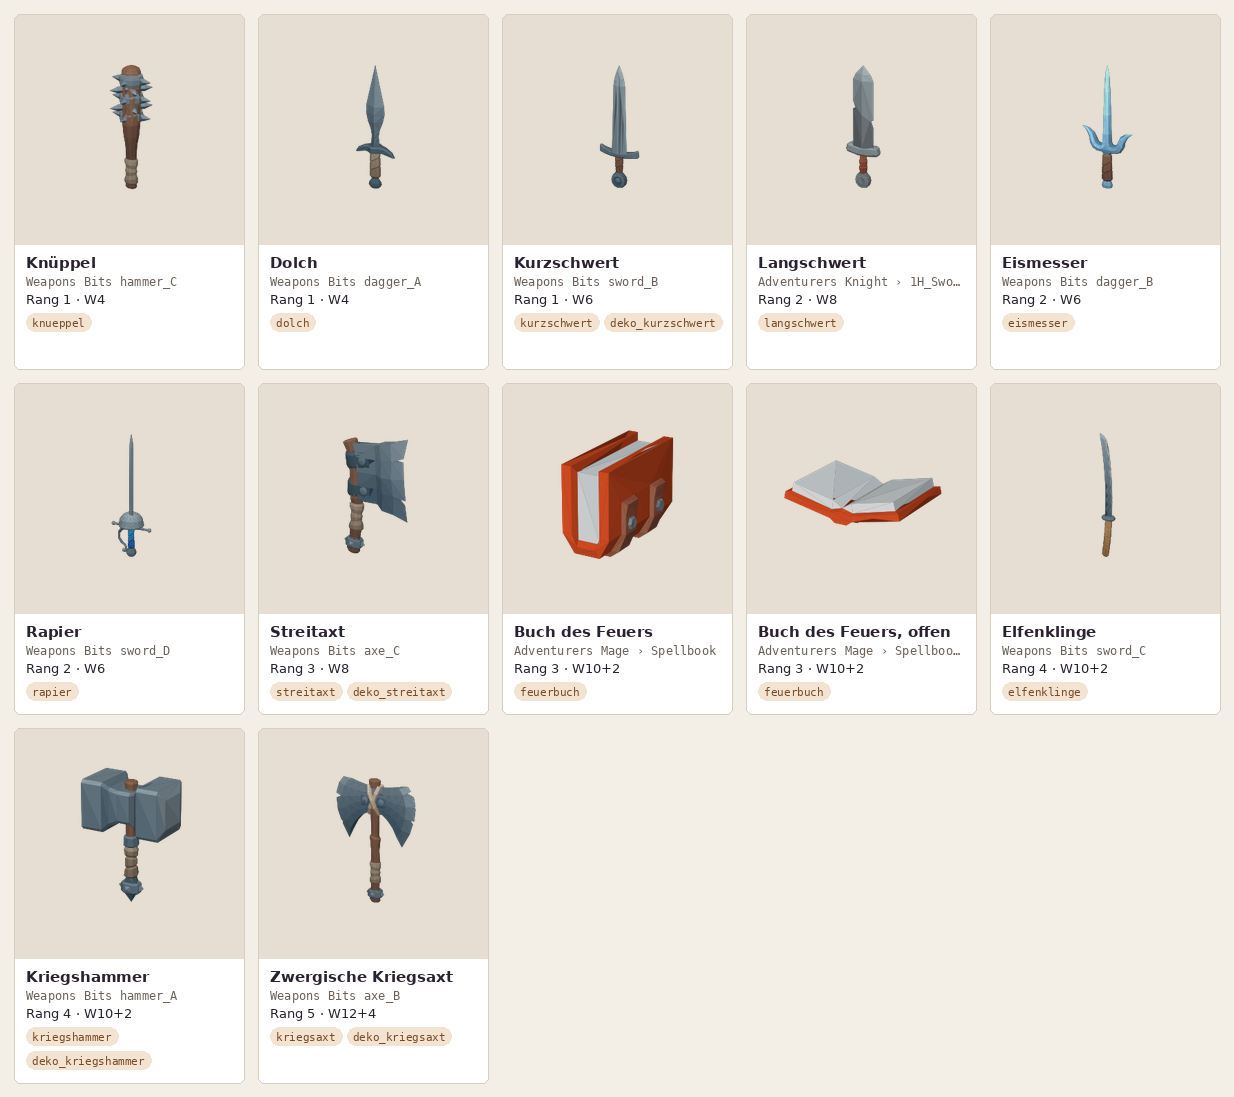 Knüppel
Weapons Bits hammer_C
Rang 1 · W4
knueppel
Dolch
Weapons Bits dagger_A
Rang 1 · W4
dolch
Kurzschwert
Weapons Bits sword_B
Rang 1 · W6
kurzschwert deko_kurzschwert
Langschwert
Adventurers Knight › 1H_Swo…
Rang 2 · W8
langschwert
Eismesser
Weapons Bits dagger_B
Rang 2 · W6
eismesser
Rapier
Weapons Bits sword_D
Rang 2 · W6
rapier
Streitaxt
Weapons Bits axe_C
Rang 3 · W8
streitaxt deko_streitaxt
Buch des Feuers
Adventurers Mage › Spellbook
Rang 3 · W10+2
feuerbuch
Buch des Feuers, offen
Adventurers Mage › Spellboo…
Rang 3 · W10+2
feuerbuch
Elfenklinge
Weapons Bits sword_C
Rang 4 · W10+2
elfenklinge
Kriegshammer
Weapons Bits hammer_A
Rang 4 · W10+2
kriegshammer
deko_kriegshammer
Zwergische Kriegsaxt
Weapons Bits axe_B
Rang 5 · W12+4
kriegsaxt deko_kriegsaxt